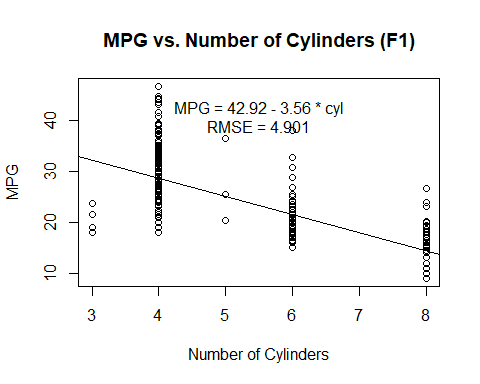 MPG vs. Number of Cylinders (F1)
MPG = 42.92 - 3.56 * cyl
RMSE = 4.901
MPG
40
30
20
10
3 4 5 6 7 8
Number of Cylinders